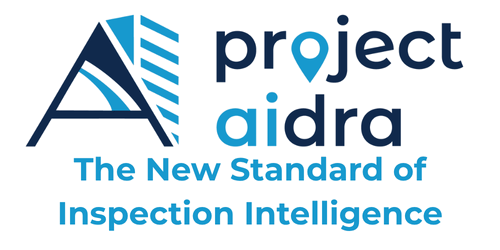 project
aidra
The New Standard of
Inspection Intelligence